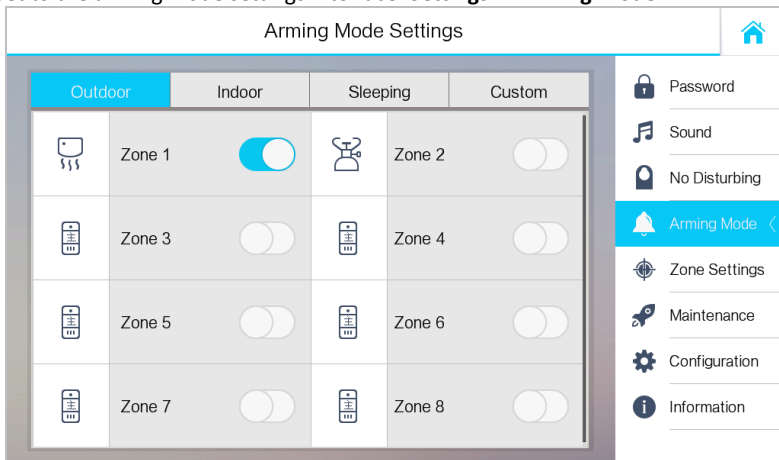 Arming Mode Settings
Outdoor Indoor Sleeping Custom
Zone 1 Zone 2
Zone 3 Zone 4
Zone 5 Zone 6
Zone 7 Zone 8
Password
Sound
No Disturbing
Arming Mode
Zone Settings
Maintenance
Configuration
Information